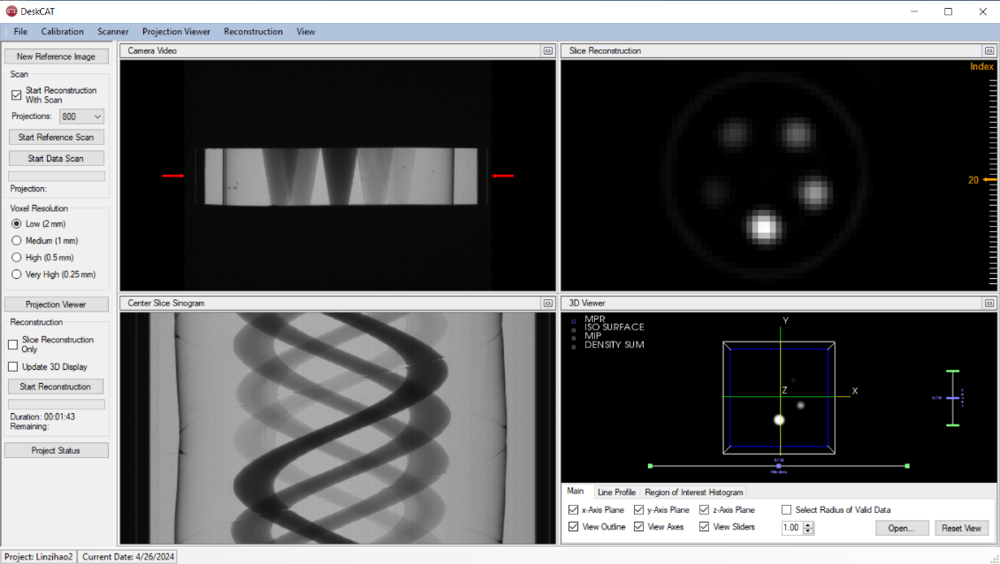 DeskCAT
File Calibration Scanner Projection Viewer Reconstruction View
New Reference Image
Scan
Start Reconstruction
With Scan
Projections: 800
Start Reference Scan
Start Data Scan
Projection:
Voxel Resolution
Low (2 mm)
Medium (1 mm)
High (0.5 mm)
Very High (0.25 mm)
Projection Viewer
Reconstruction
Slice Reconstruction
Only
Update 3D Display
Start Reconstruction
Duration: 00:01:43
Remaining:
Project Status
Camera Video
Slice Reconstruction
Index
20
Center Slice Sinogram
3D Viewer
MPR
ISO SURFACE
MIP
DENSITY SUM
Y
Z
X
Main Line Profile Region of Interest Histogram
x-Axis Plane y-Axis Plane z-Axis Plane Select Radius of Valid Data
View Outline View Axes View Sliders 1.00 Open... Reset View
Project: Linzihao2 Current Date: 4/26/2024